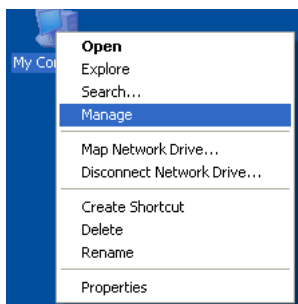 My Co
Open
Explore
Search...
Manage
Map Network Drive...
Disconnect Network Drive...
Create Shortcut
Delete
Rename
Properties